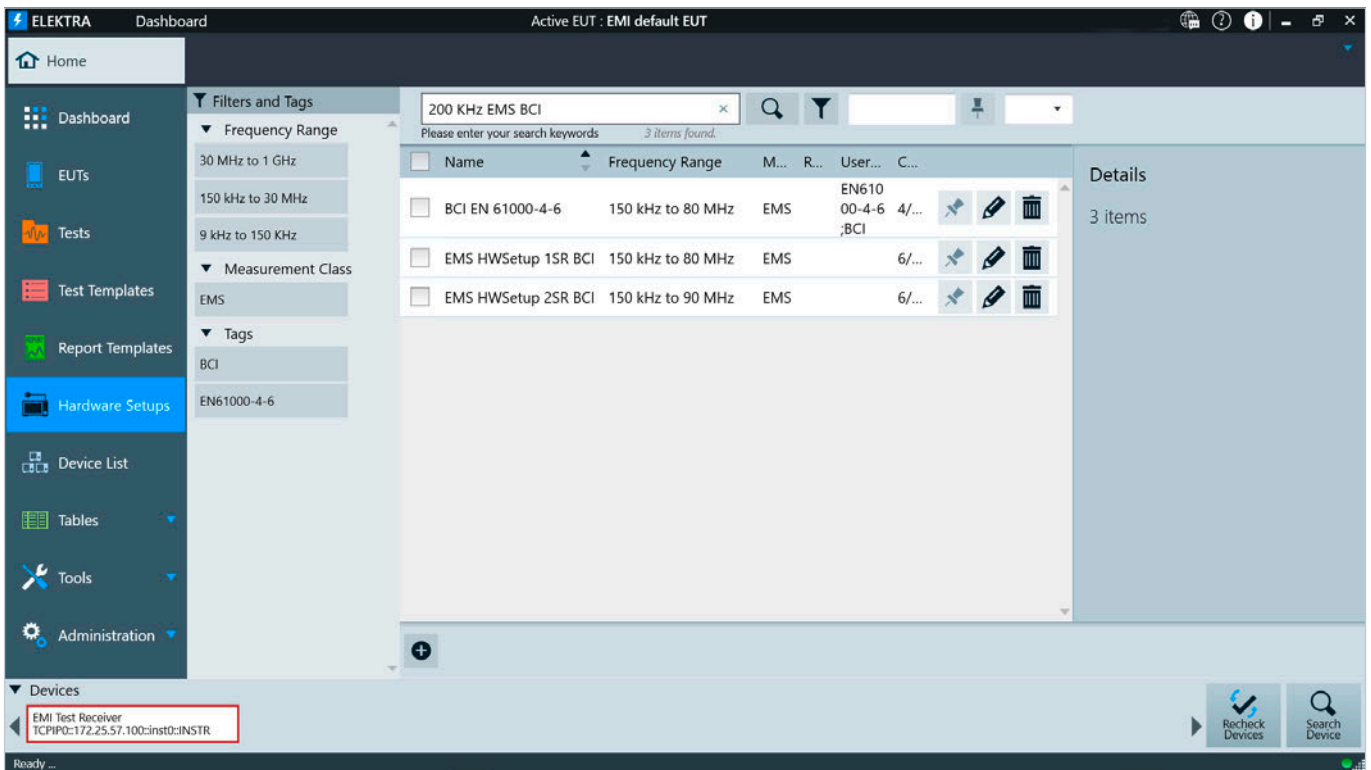 ELEKTRA Dashboard Active EUT : EMI default EUT
Home
Dashboard
EUTs
Tests
Test Templates
Report Templates
Hardware Setups
Device List
Tables
Tools
Administration
Filters and Tags
Frequency Range
30 MHz to 1 GHz
150 kHz to 30 MHz
9 kHz to 150 KHz
Measurement Class
EMS
Tags
BCI
EN61000-4-6
200 KHz EMS BCI
Please enter your search keywords 3 items found.
Name Frequency Range M... R... User... C...
BCI EN 61000-4-6 150 kHz to 80 MHz EMS EN610 4/...
00-4-6
;BCI
EMS HWSetup 1SR BCI 150 kHz to 80 MHz EMS 6/...
EMS HWSetup 2SR BCI 150 kHz to 90 MHz EMS 6/...
Details
3 items
Devices
EMI Test Receiver
TCPIP0::172.25.57.100::inst0::INSTR
Recheck
Devices
Search
Device
Ready ...